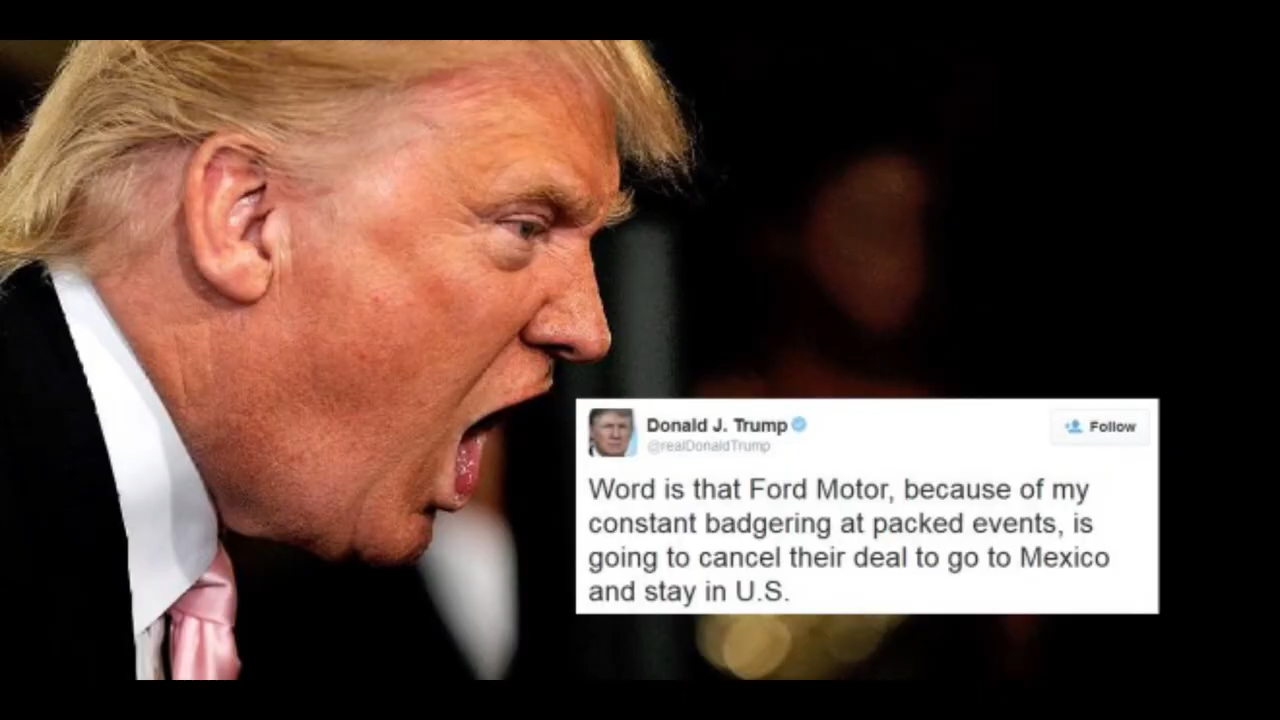 Donald J. Trump
@realDonaldTrump
Follow
Word is that Ford Motor, because of my
constant badgering at packed events, is
going to cancel their deal to go to Mexico
and stay in U.S.